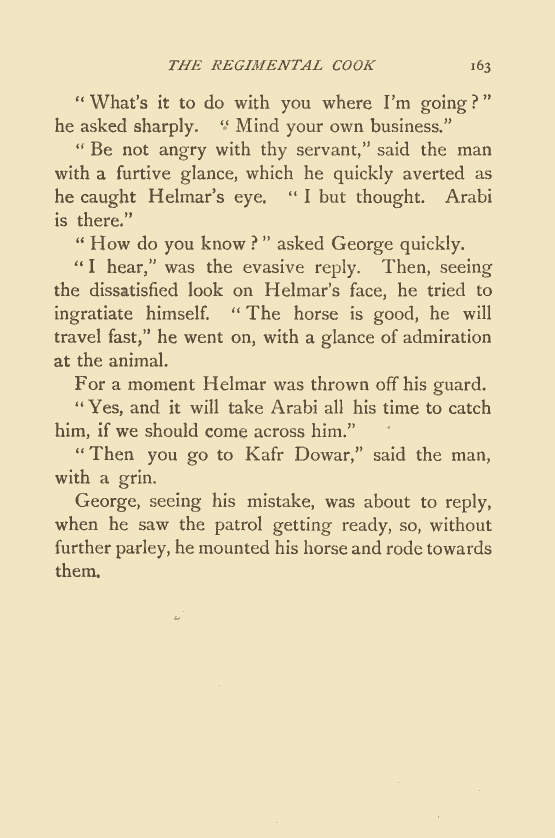 THE REGIMENTAL COOK 163
“ What’s it to do with you where I’m going ? ”
he asked sharply. “ Mind your own business.”
“ Be not angry with thy servant,” said the man
with a furtive glance, which he quickly averted as
he caught Helmar’s eye. “ I but thought. Arabi
is there.”
“ How do you know ? ” asked George quickly.
“ I hear,” was the evasive reply. Then, seeing
the dissatisfied look on Helmar’s face, he tried to
ingratiate himself. “ The horse is good, he will
travel fast,” he went on, with a glance of admiration
at the animal.
For a moment Helmar was thrown off his guard.
“ Yes, and it will take Arabi all his time to catch
him, if we should come across him.”
“ Then you go to Kafr Dowar,” said the man,
with a grin.
George, seeing his mistake, was about to reply,
when he saw the patrol getting ready, so, without
further parley, he mounted his horse and rode towards
them.